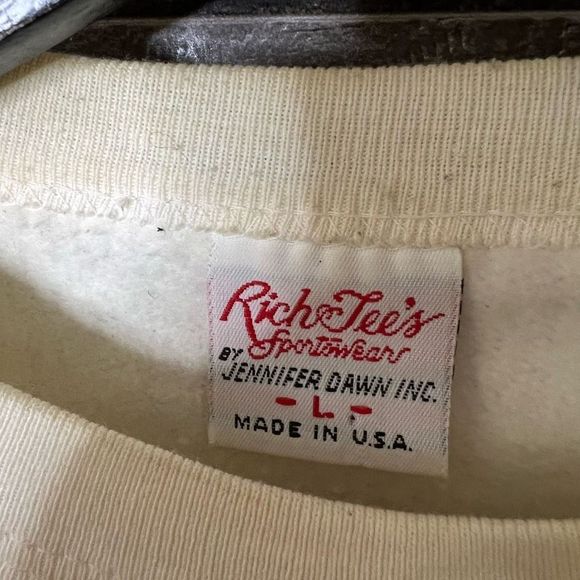 Rich Tee's
Sportswear
BY JENNIFER DAWN INC.
- L -
MADE IN U.S.A.